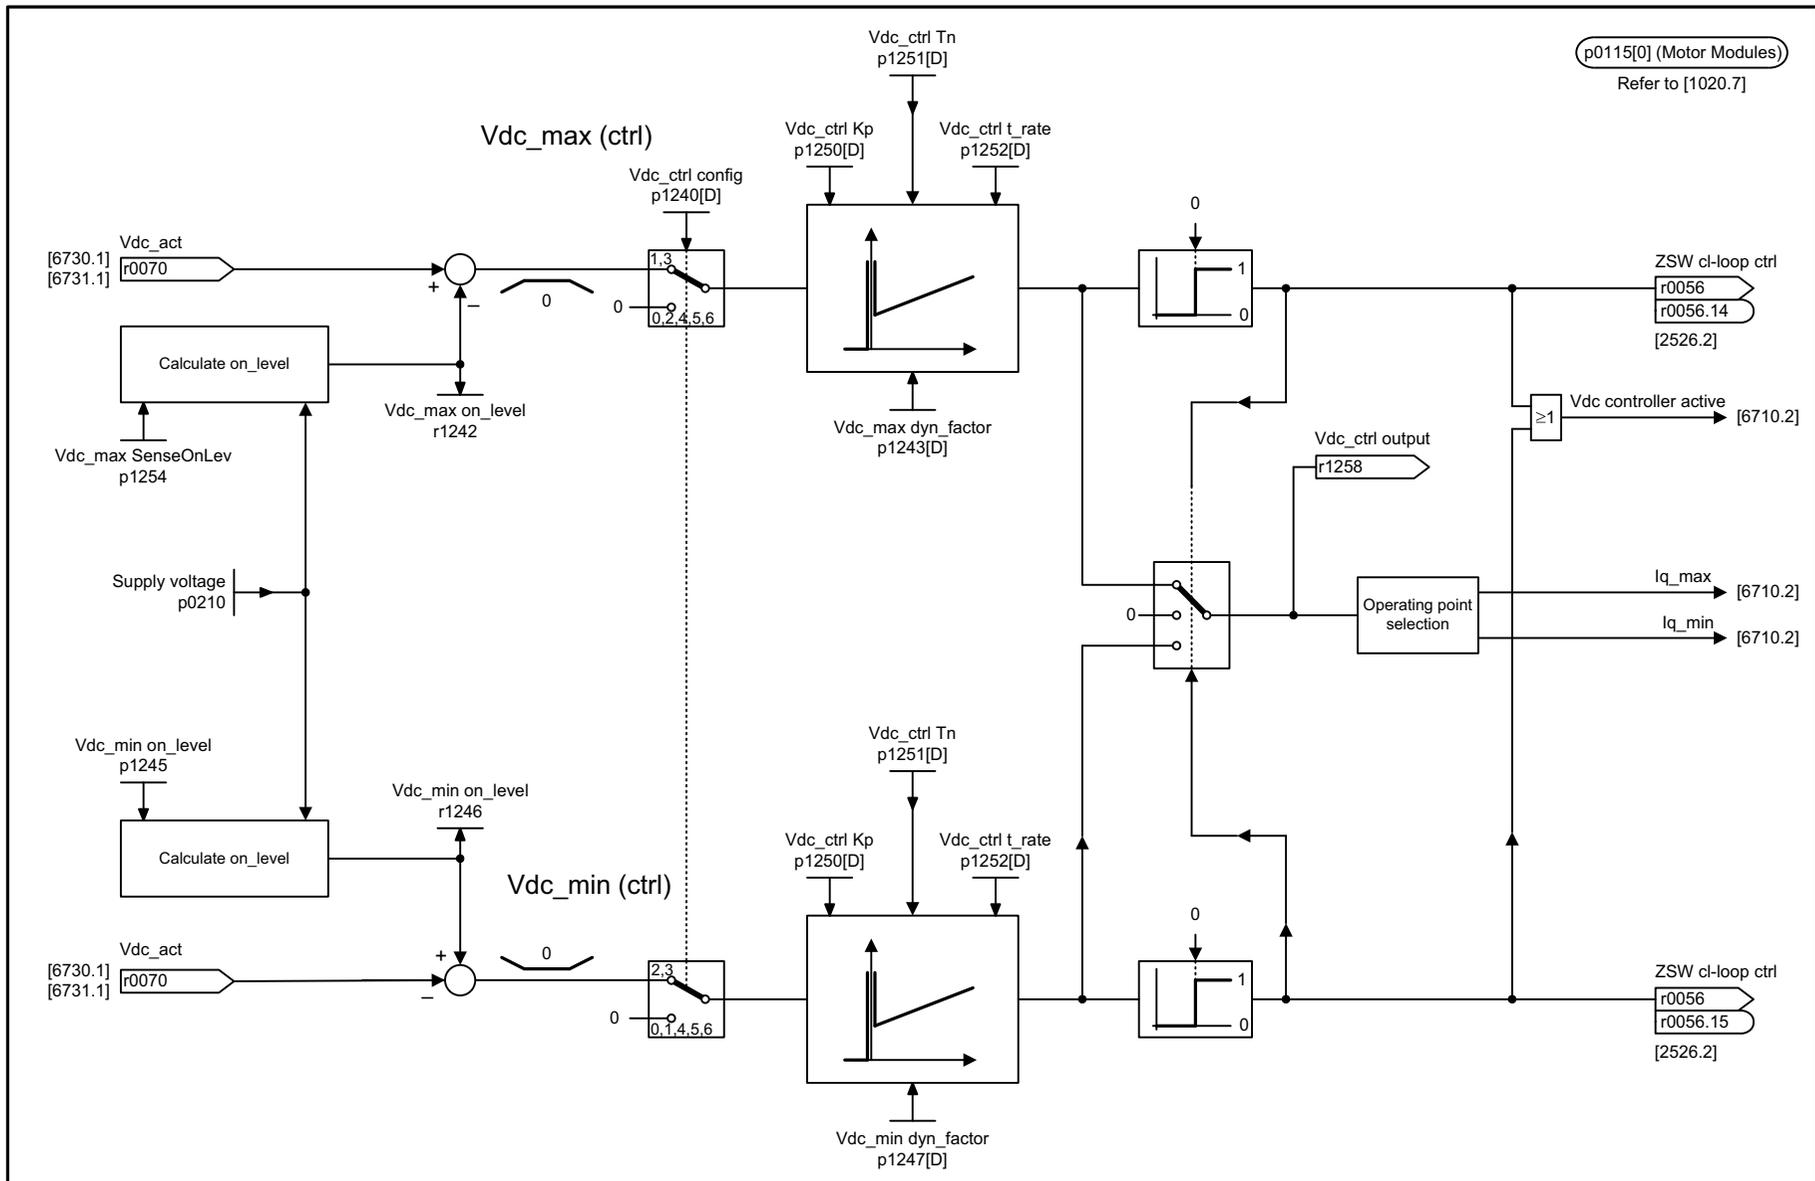 Vdc_ctrl Tn
p1251[D]
p0115[0] (Motor Modules)
Refer to [1020.7]
Vdc_max (ctrl)
Vdc_ctrl Kp
p1250[D]
Vdc_ctrl t_rate
p1252[D]
Vdc_ctrl config
p1240[D]
0
Vdc_act
[6730.1]
[6731.1]
r0070
+
–
0
1,3
0
0,2,4,5,6
1
0
ZSW cl-loop ctrl
r0056
r0056.14
[2526.2]
Calculate on_level
Vdc_max on_level
r1242
Vdc_max SenseOnLev
p1254
Vdc_max dyn_factor
p1243[D]
≥1
Vdc controller active
[6710.2]
Vdc_ctrl output
r1258
Supply voltage
p0210
0
Operating point
selection
Iq_max
[6710.2]
Iq_min
[6710.2]
Vdc_min on_level
p1245
Vdc_min on_level
r1246
Vdc_ctrl Tn
p1251[D]
Vdc_ctrl Kp
p1250[D]
Vdc_ctrl t_rate
p1252[D]
Calculate on_level
Vdc_min (ctrl)
0
Vdc_act
[6730.1]
[6731.1]
r0070
+
–
0
2,3
0
0,1,4,5,6
1
0
ZSW cl-loop ctrl
r0056
r0056.15
[2526.2]
Vdc_min dyn_factor
p1247[D]